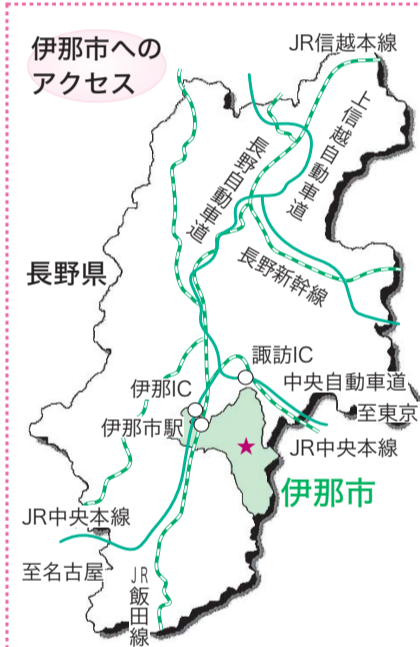 伊那市への
アクセス
JR信越本線
上信越自動車道
長野自動車道
長野新幹線
長野県
諏訪IC
伊那IC
中央自動車道
至東京
伊那市駅
JR中央本線
伊那市
JR中央本線
至名古屋
JR飯田線